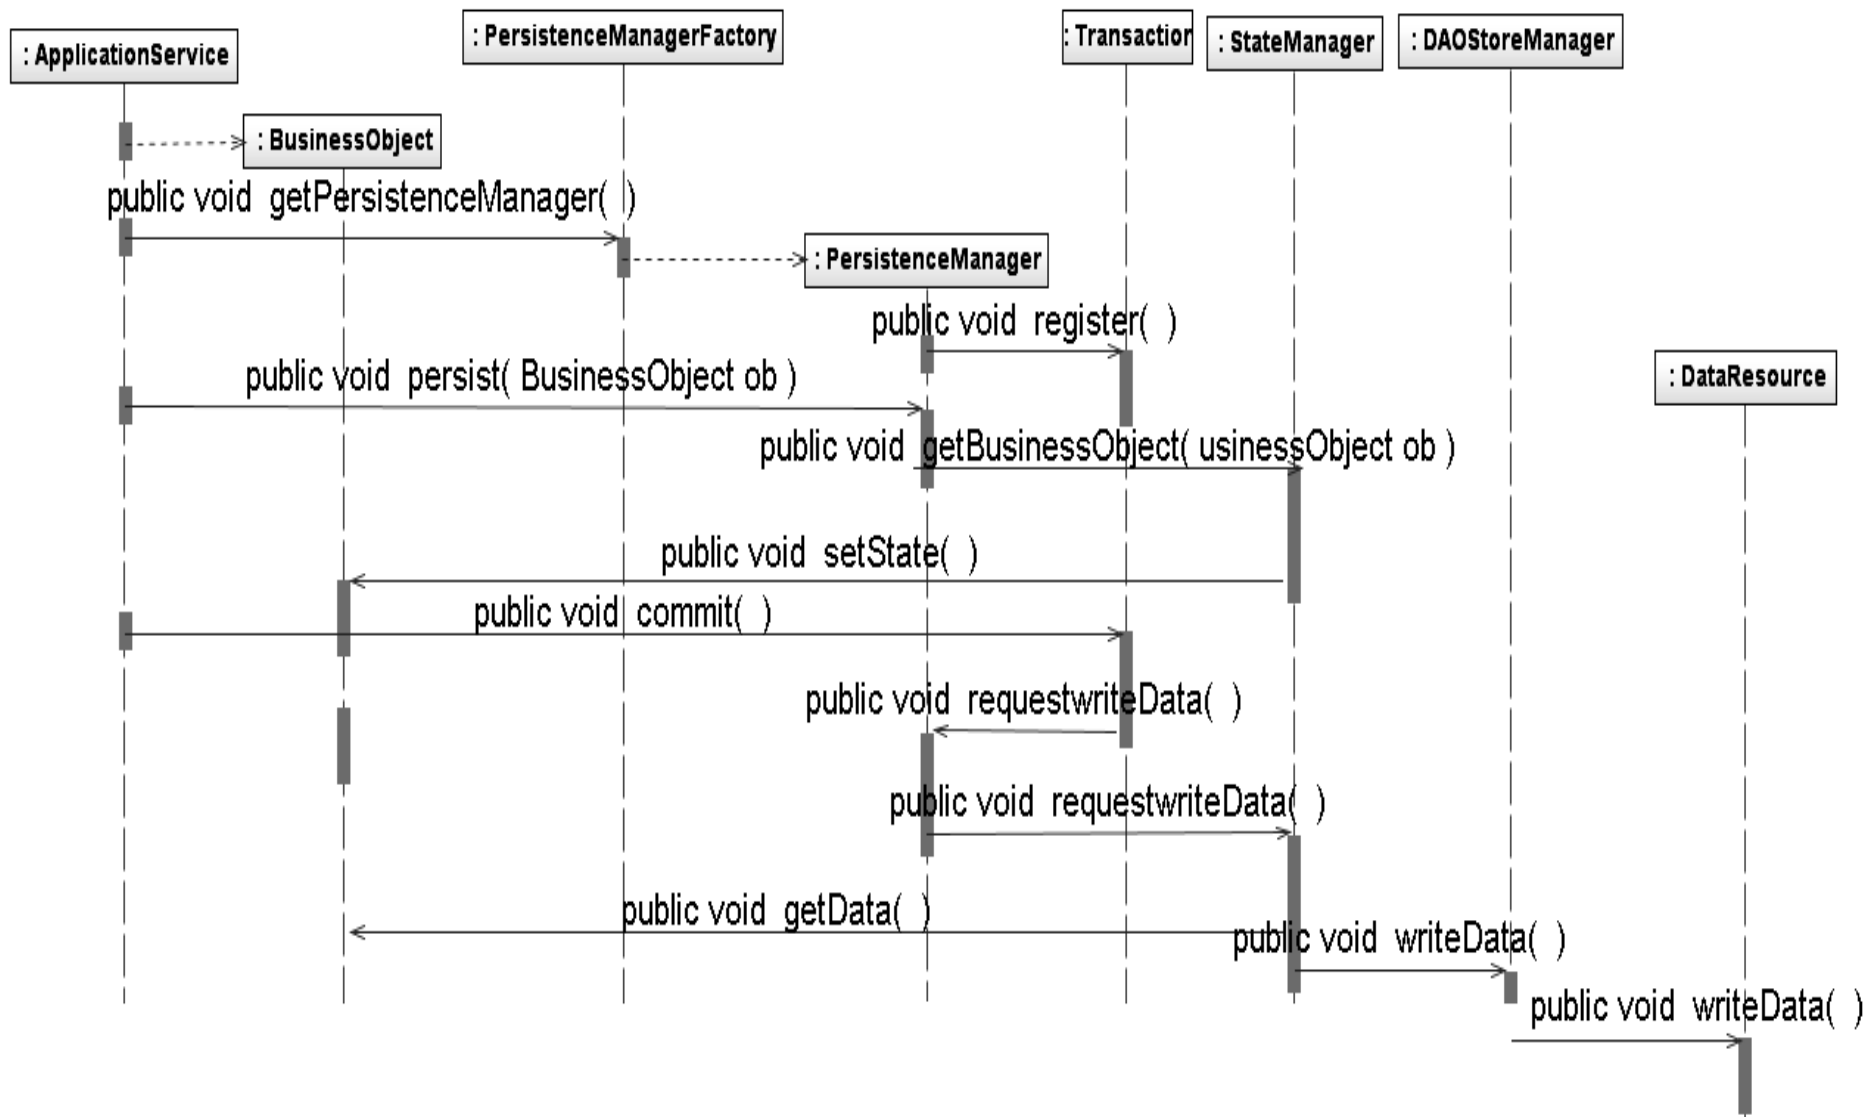 : ApplicationService
: PersistenceManagerFactory
: Transaction
: StateManager
: DAOStoreManager
: BusinessObject
public void getPersistenceManager( )
: PersistenceManager
public void register( )
public void persist( BusinessObject ob )
: DataResource
public void getBusinessObject( usinessObject ob )
public void setState( )
public void commit( )
public void requestwriteData( )
public void requestwriteData( )
public void getData( )
public void writeData( )
public void writeData( )